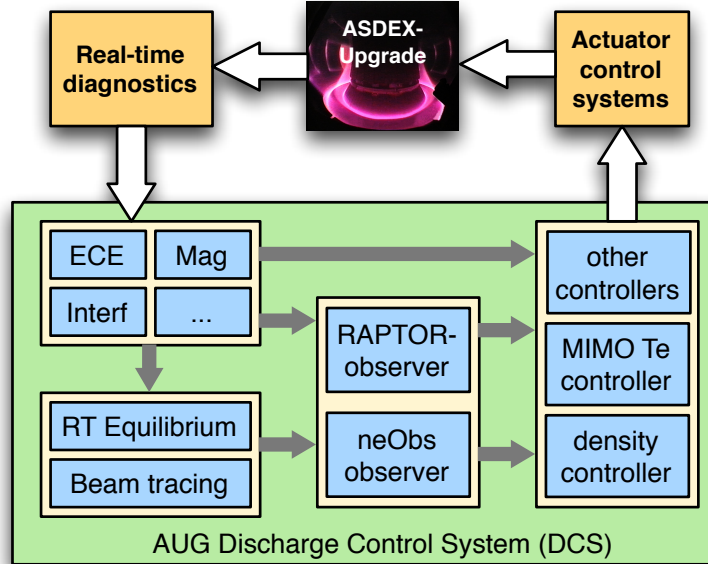 Real-time
diagnostics
ASDEX-
Upgrade
Actuator
control
systems
ECE
Mag
Interf
...
RT Equilibrium
Beam tracing
RAPTOR-
observer
neObs
observer
other
controllers
MIMO Te
controller
density
controller
AUG Discharge Control System (DCS)